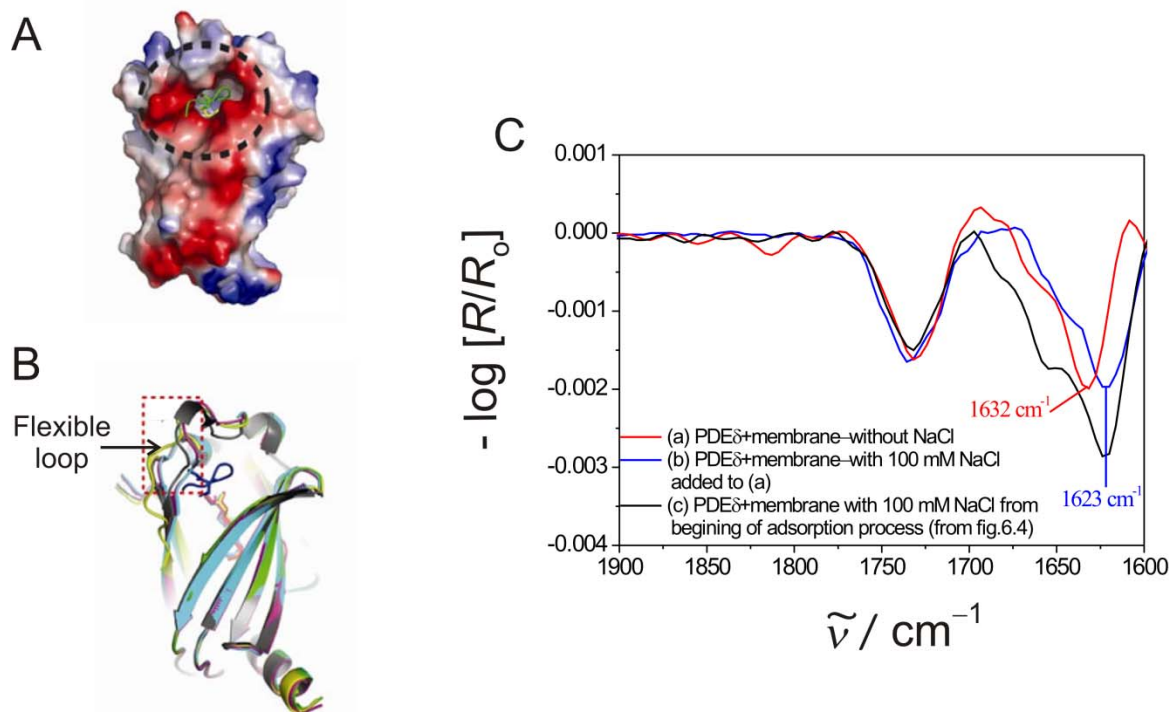 A
B
Flexible
loop
C
- log [R/Ro]
0.001
0.000
-0.001
-0.002
-0.003
-0.004
1632 cm-1
(a) PDEδ+membrane–without NaCl
(b) PDEδ+membrane–with 100 mM NaCl
added to (a)
1623 cm-1
(c) PDEδ+membrane with 100 mM NaCl from
begining of adsorption process (from fig.6.4)
1900 1850 1800 1750 1700 1650 1600
ν̃ / cm−1